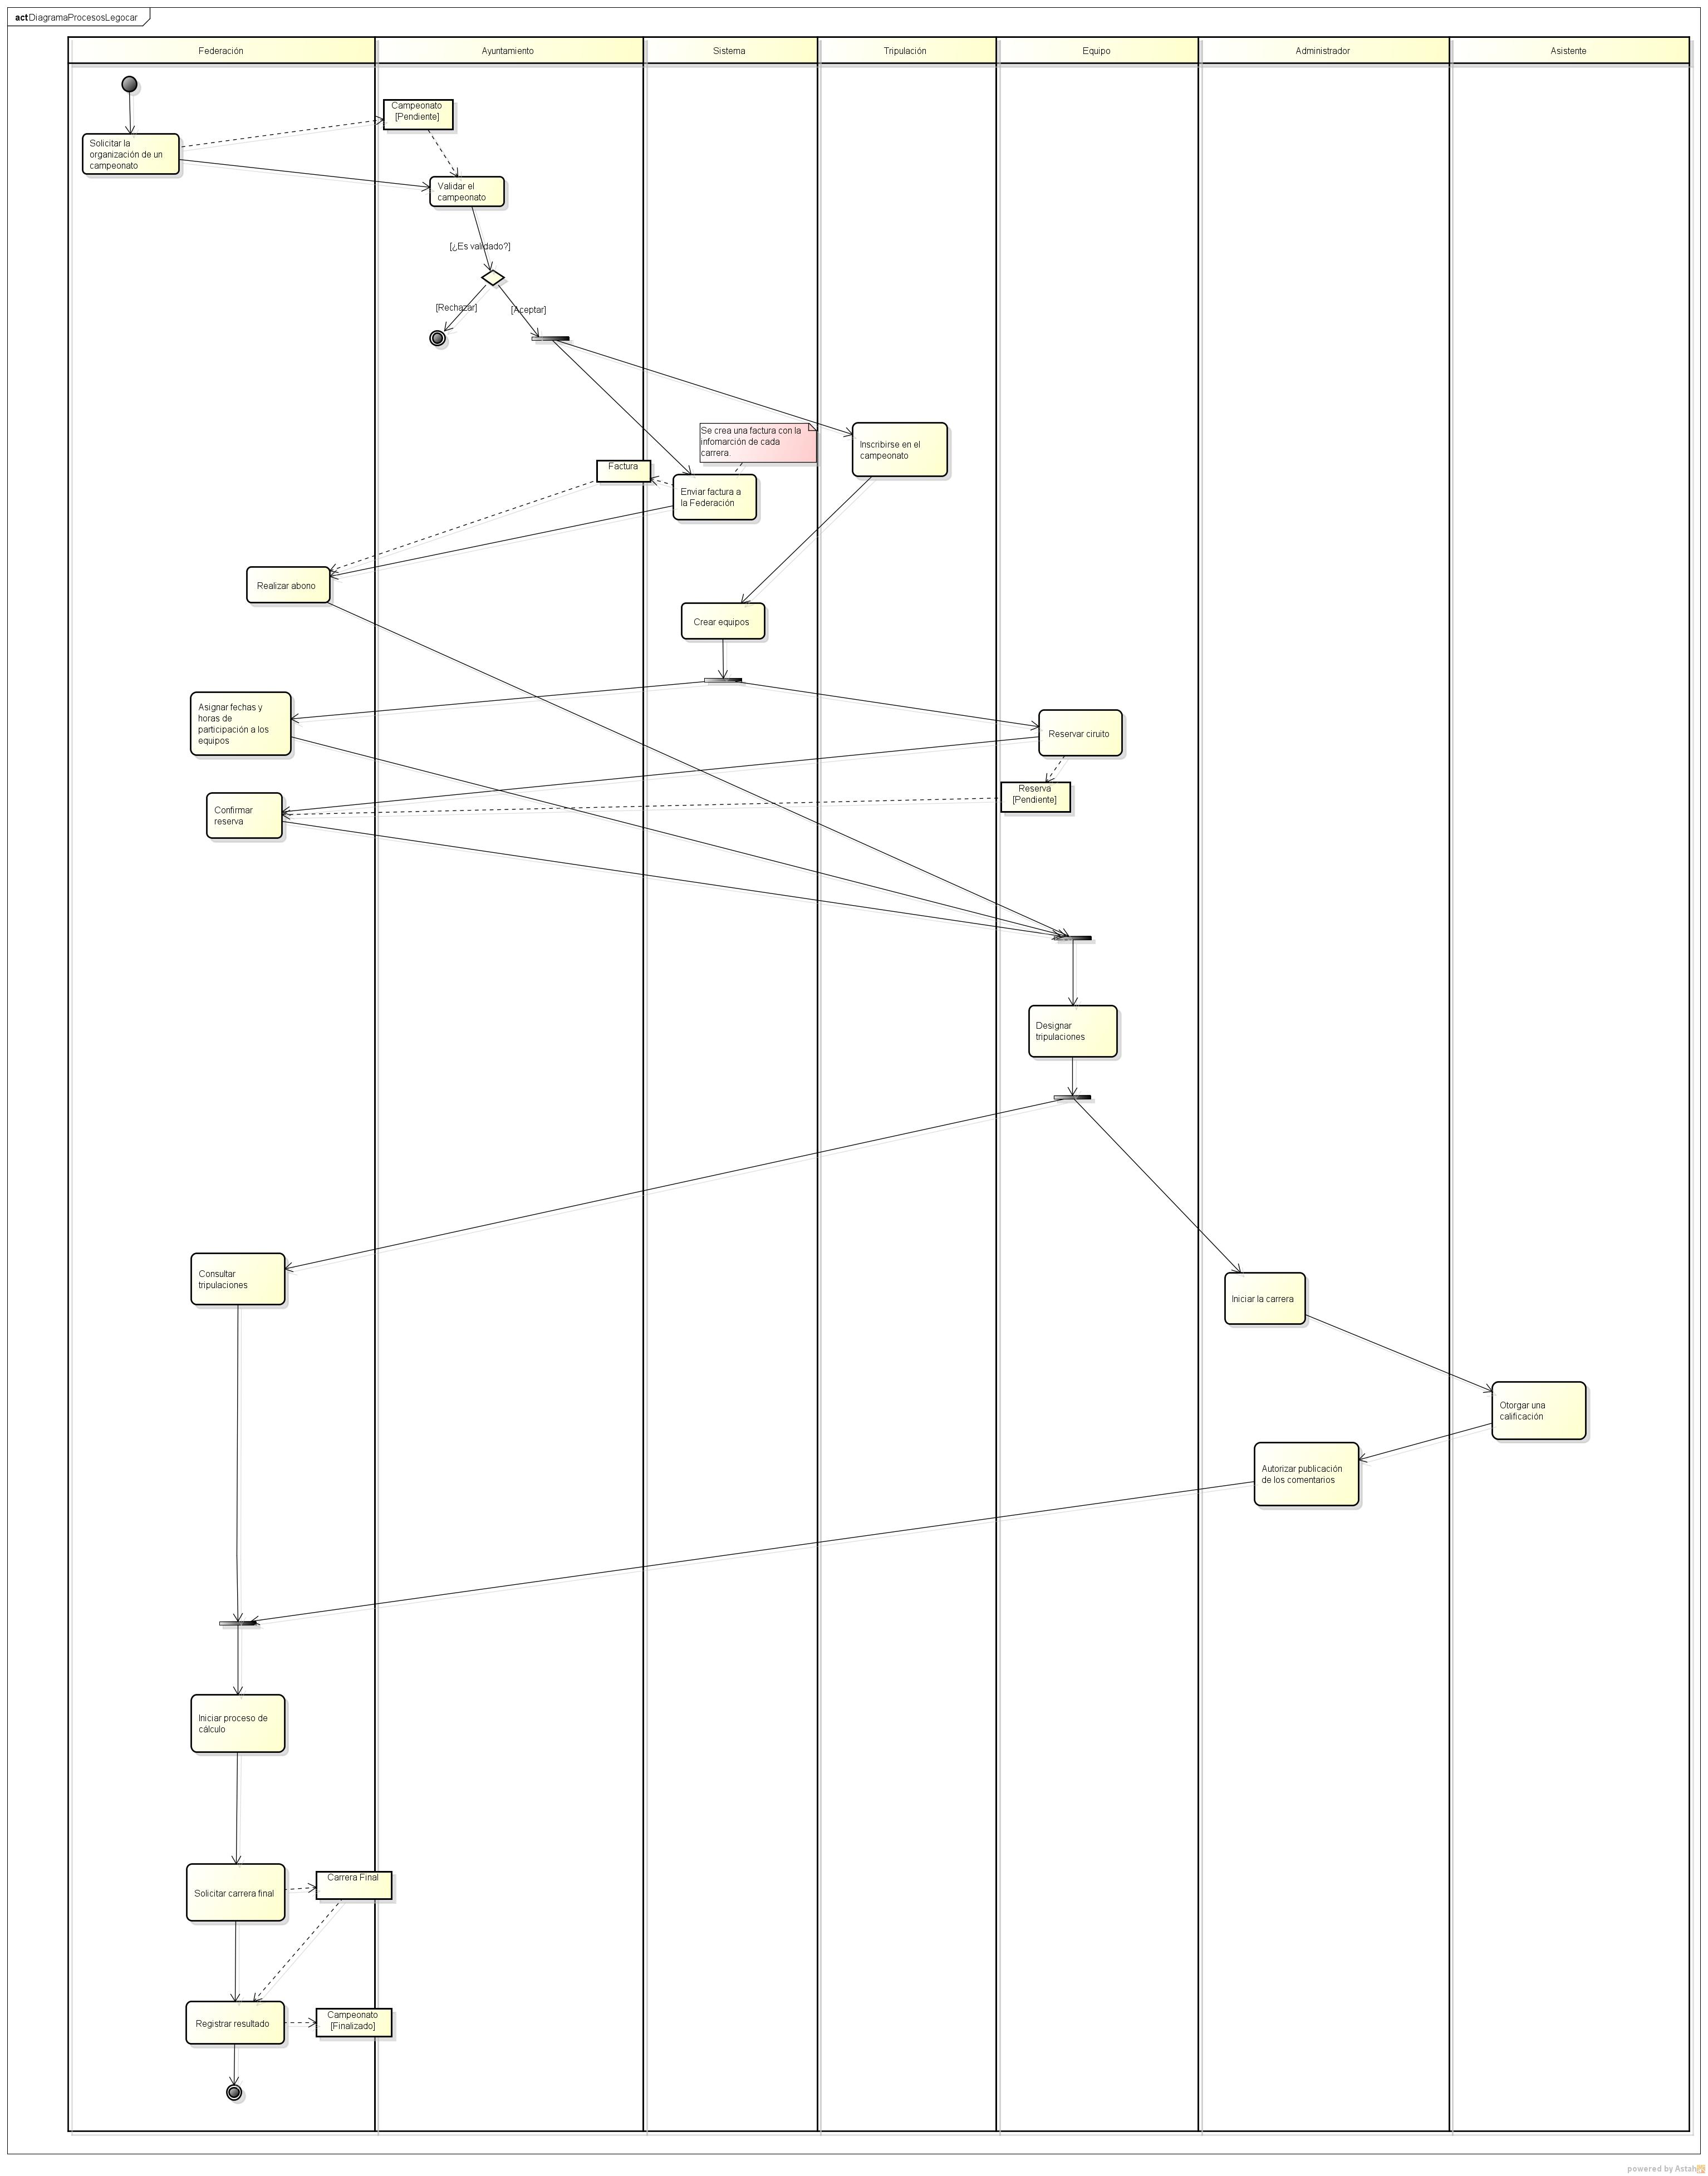 act DiagramaProcesosLegocar
Federación
Ayuntamiento
Sistema
Tripulación
Equipo
Administrador
Asistente
Campeonato
[Pendiente]
Solicitar la
organización de un
campeonato
Validar el
campeonato
[¿Es validado?]
[Rechazar]
[Aceptar]
Se crea una factura con la
infomarción de cada
carrera.
Inscribirse en el
campeonato
Factura
Enviar factura a
la Federación
Realizar abono
Crear equipos
Asignar fechas y
horas de
participación a los
equipos
Reservar ciruito
Reserva
[Pendiente]
Confirmar
reserva
Designar
tripulaciones
Consultar
tripulaciones
Iniciar la carrera
Otorgar una
calificación
Autorizar publicación
de los comentarios
Iniciar proceso de
cálculo
Solicitar carrera final
Carrera Final
Registrar resultado
Campeonato
[Finalizado]
powered by Astah